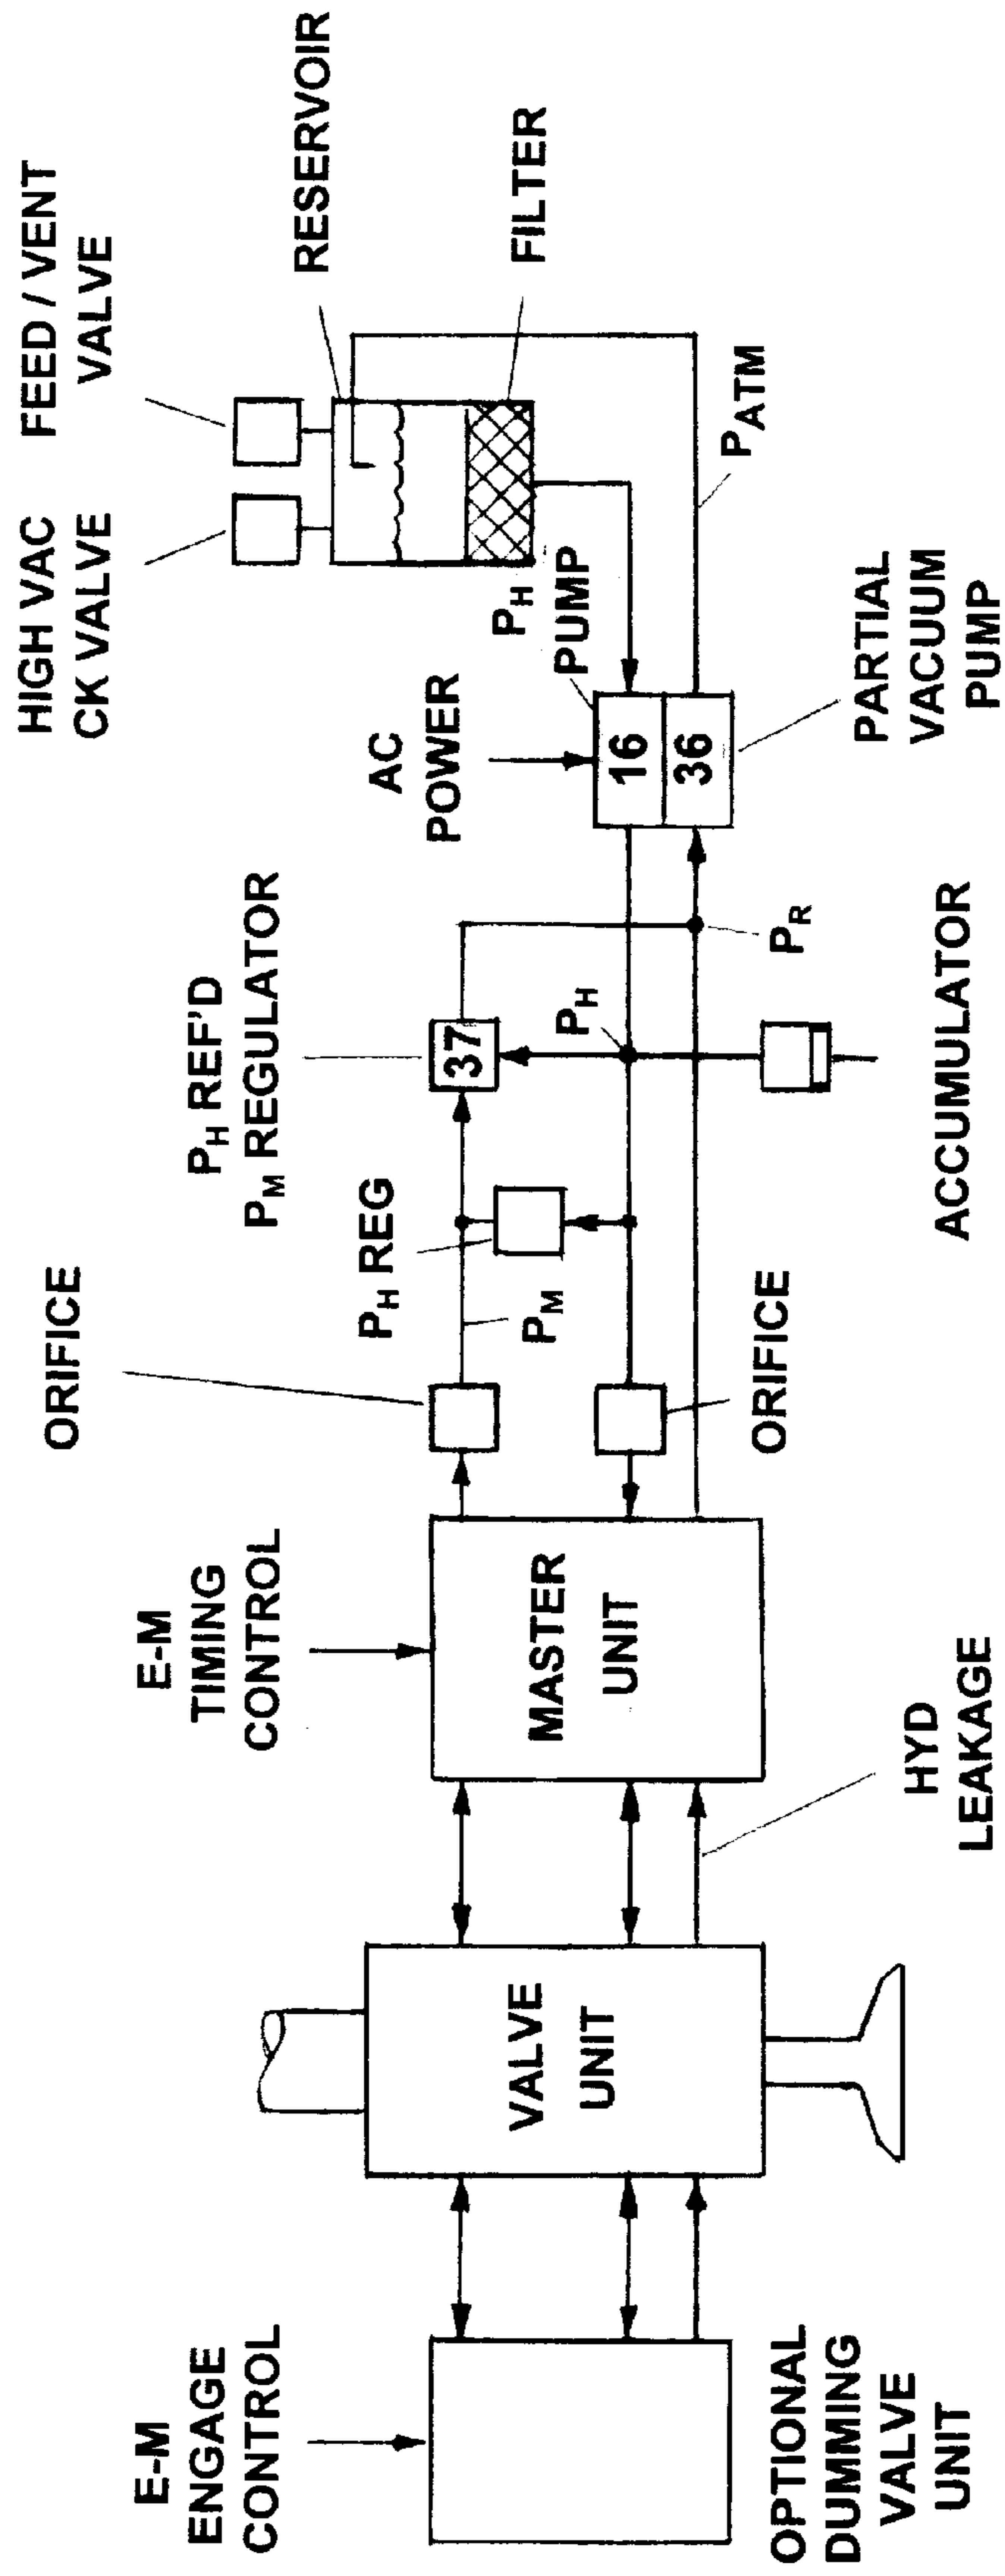 HIGH VAC
CK VALVE
FEED / VENT
VALVE
RESERVOIR
FILTER
P_H
PUMP
AC
POWER
16
36
P_ATM
PARTIAL
VACUUM
PUMP
P_H REF'D
P_M REGULATOR
37
P_H
P_R
ACCUMULATOR
P_H REG
P_M
ORIFICE
ORIFICE
E-M
TIMING
CONTROL
MASTER
UNIT
HYD
LEAKAGE
VALVE
UNIT
E-M
ENGAGE
CONTROL
OPTIONAL
DUMMING
VALVE
UNIT